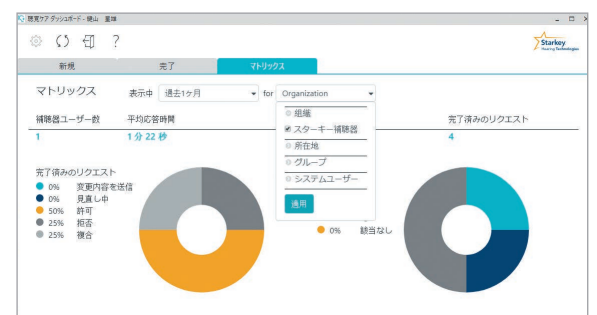 聴覚ケア ダッシュボード - 徳山 里穂
Starkey
Hearing Technologies
新規
完了
マトリックス
マトリックス 表示中 過去1ヶ月 for Organization
補聴器ユーザー数 平均応答時間 完了済みのリクエスト
1 1 分 22 秒 4
組織
スターキー補聴器
所在地
グループ
システムユーザー
適用
完了済みのリクエスト
0% 変更内容を送信
0% 見直し中
50% 許可
25% 拒否
25% 複合
0% 該当なし